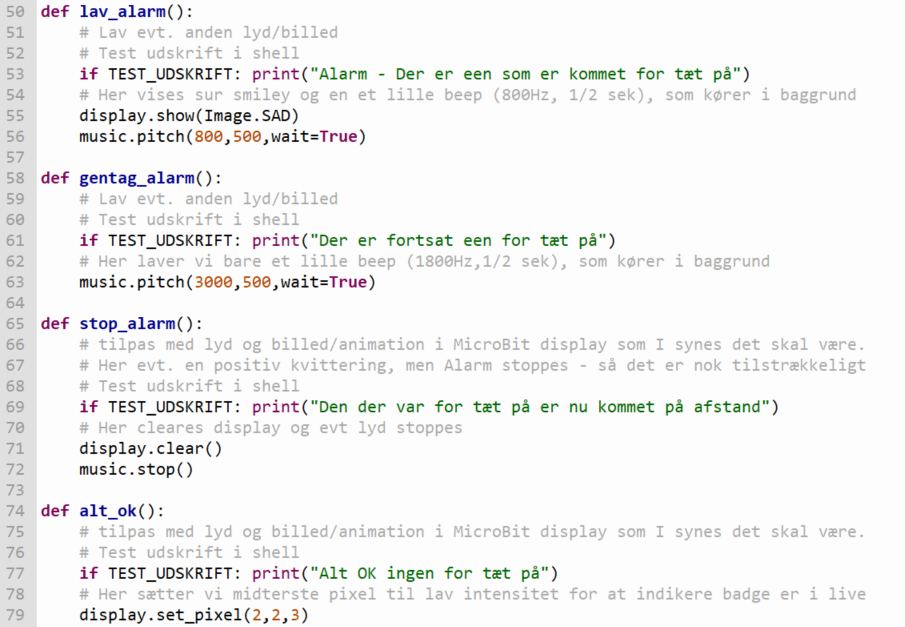 50 def lav_alarm():
51     # Lav evt. anden lyd/billed
52     # Test udskrift i shell
53     if TEST_UDSKRIFT: print("Alarm - Der er een som er kommet for tæt på")
54     # Her vises sur smiley og en et lille beep (800Hz, 1/2 sek), som kører i baggrund
55     display.show(Image.SAD)
56     music.pitch(800,500,wait=True)
57
58 def gentag_alarm():
59     # Lav evt. anden lyd/billed
60     # Test udskrift i shell
61     if TEST_UDSKRIFT: print("Der er fortsat een for tæt på")
62     # Her laver vi bare et lille beep (1800Hz,1/2 sek), som kører i baggrund
63     music.pitch(3000,500,wait=True)
64
65 def stop_alarm():
66     # tilpas med lyd og billed/animation i MicroBit display som I synes det skal være.
67     # Her evt. en positiv kvittering, men Alarm stoppes - så det er nok tilstrækkeligt
68     # Test udskrift i shell
69     if TEST_UDSKRIFT: print("Den der var for tæt på er nu kommet på afstand")
70     # Her cleares display og evt lyd stoppes
71     display.clear()
72     music.stop()
73
74 def alt_ok():
75     # tilpas med lyd og billed/animation i MicroBit display som I synes det skal være.
76     # Test udskrift i shell
77     if TEST_UDSKRIFT: print("Alt OK ingen for tæt på")
78     # Her sætter vi midterste pixel til lav intensitet for at indikere badge er i live
79     display.set_pixel(2,2,3)